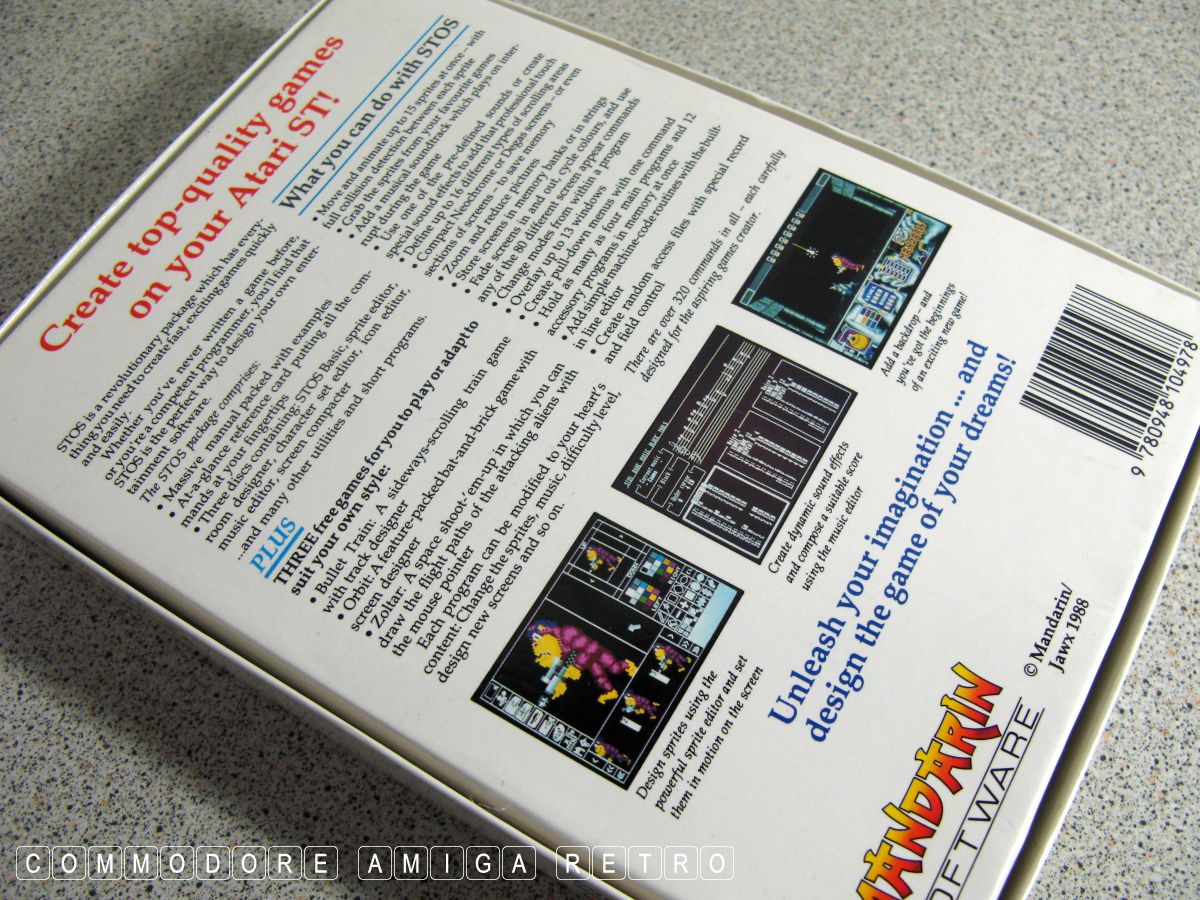 Create top-quality games
on your Atari ST!
STOS is a revolutionary package which has every-
thing you need to create fast, exciting games quickly
and easily.
Whether you've never written a game before,
or you're a competent programmer, you'll find that
STOS is the perfect way to design your own enter-
tainment software.
The STOS package comprises:
• Massive manual packed with examples
• At-a-glance reference card putting all the com-
mands at your fingertips
• Three discs containing: STOS Basic, sprite editor,
room designer, character set editor, icon editor,
music editor, screen compacter
...and many other utilities and short programs.
PLUS
THREE free games for you to play or adapt to
suit your own style:
• Bullet Train: A sideways-scrolling train game
with track designer
• Orbit: A feature-packed bat-and-brick game with
screen designer
• Zoltar: A space shoot-'em-up in which you can
draw the flight paths of the attacking aliens with
the mouse pointer
Each program can be modified to your heart's
content: Change the sprites, music, difficulty level,
design new screens and so on.
What you can do with STOS
• Move and animate up to 15 sprites at once – with
full collision detection between each sprite
• Grab the sprites from your favourite games
• Add a musical soundtrack which plays on inter-
rupt during the game
• Use one of the pre-defined sounds or create
special sound effects to add that professional touch
• Define up to 16 different types of scrolling areas
• Compact Neochrome or Degas screens – or even
sections of screens – to save memory
• Zoom and reduce pictures
• Store screens in memory banks or in strings
• Fade screens in and out, cycle colours, and use
any of the 80 different screen appear commands
• Change modes from within a program
• Overlay up to 13 windows
• Create pull-down menus with one command
• Hold as many as four main programs and 12
accessory programs in memory at once
• Add simple machine-code routines with the built-
in line editor
• Create random access files with special record
and field control
There are over 320 commands in all – each carefully
designed for the aspiring games creator.
Design sprites using the
powerful sprite editor and set
them in motion on the screen
Create dynamic sound effects
and compose a suitable score
using the music editor
Add a backdrop – and
you've got the beginnings
of an exciting new game!
Unleash your imagination ... and
design the game of your dreams!
MANDARIN
SOFTWARE
© Mandarin/
Jawx 1988
9 780948 104978
COMMODORE AMIGA RETRO